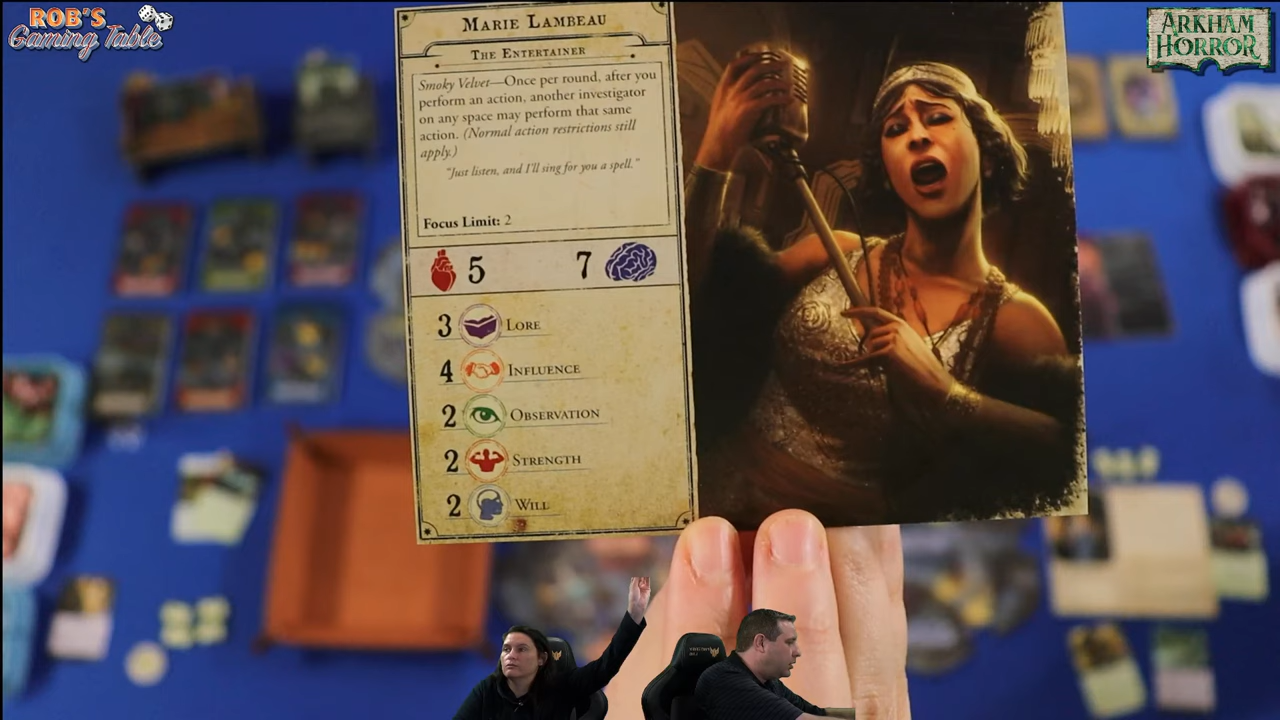 ROB'S
Gaming Table
ARKHAM
HORROR
MARIE LAMBEAU
THE ENTERTAINER
Smoky Velvet—Once per round, after you
perform an action, another investigator
on any space may perform that same
action. (Normal action restrictions still
apply.)
"Just listen, and I'll sing for you a spell."
Focus Limit: 2
5 7
3 LORE
4 INFLUENCE
2 OBSERVATION
2 STRENGTH
2 WILL